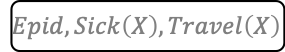 Epid, Sick(X), Travel(X)